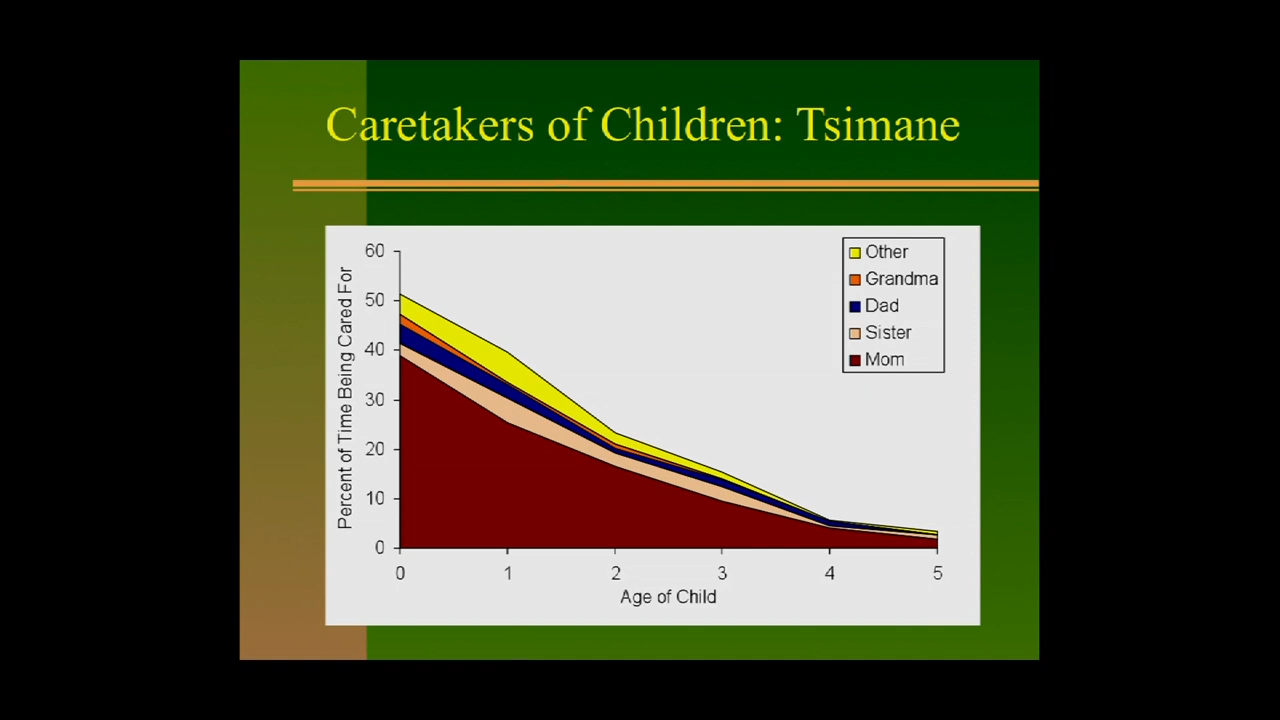 Caretakers of Children: Tsimane
Percent of Time Being Cared For
60
50
40
30
20
10
0
0 1 2 3 4 5
Age of Child
Other
Grandma
Dad
Sister
Mom